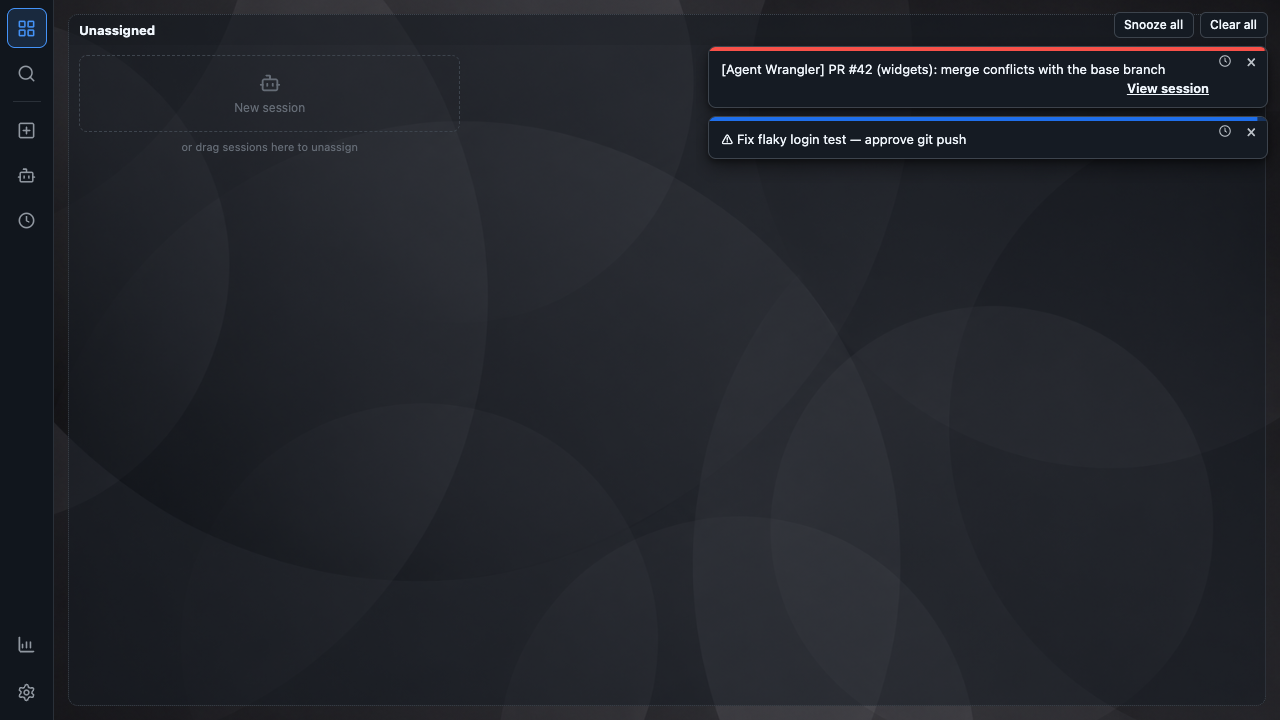 Unassigned
Snooze all
Clear all
[Agent Wrangler] PR #42 (widgets): merge conflicts with the base branch
View session
⚠ Fix flaky login test — approve git push
New session
or drag sessions here to unassign